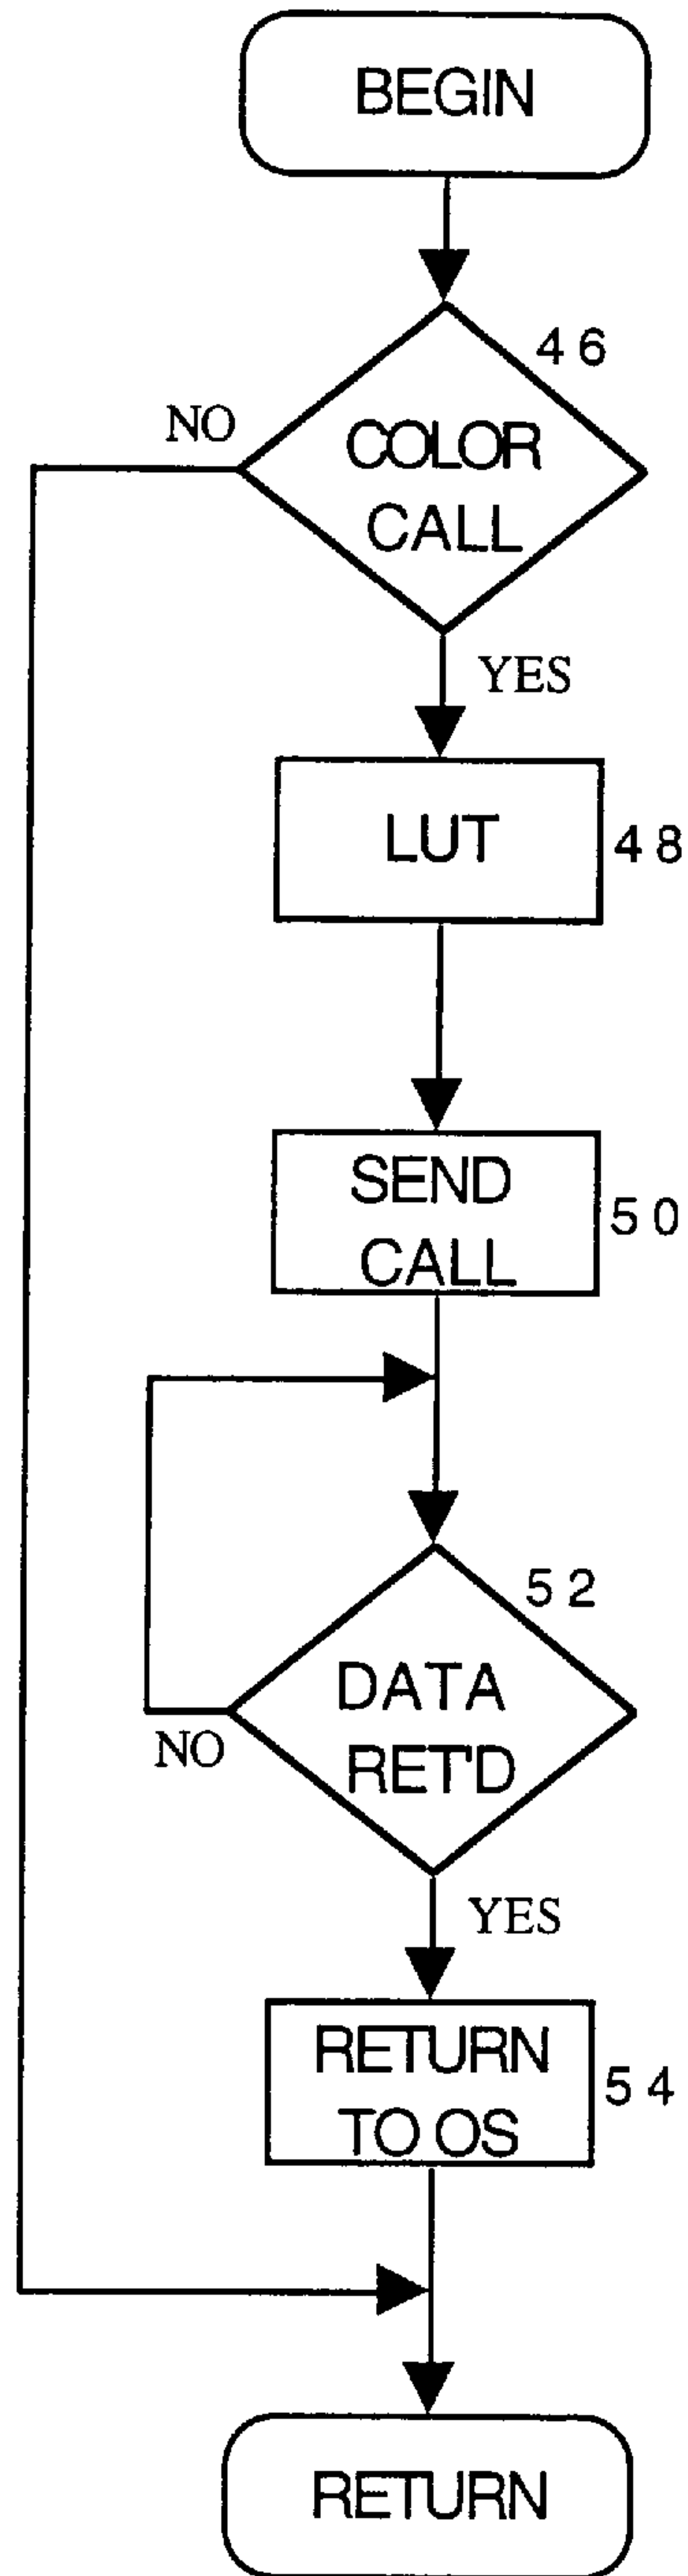 BEGIN
46
NO
COLOR
CALL
YES
LUT
48
SEND
CALL
50
52
DATA
RET'D
NO
YES
RETURN
TO OS
54
RETURN